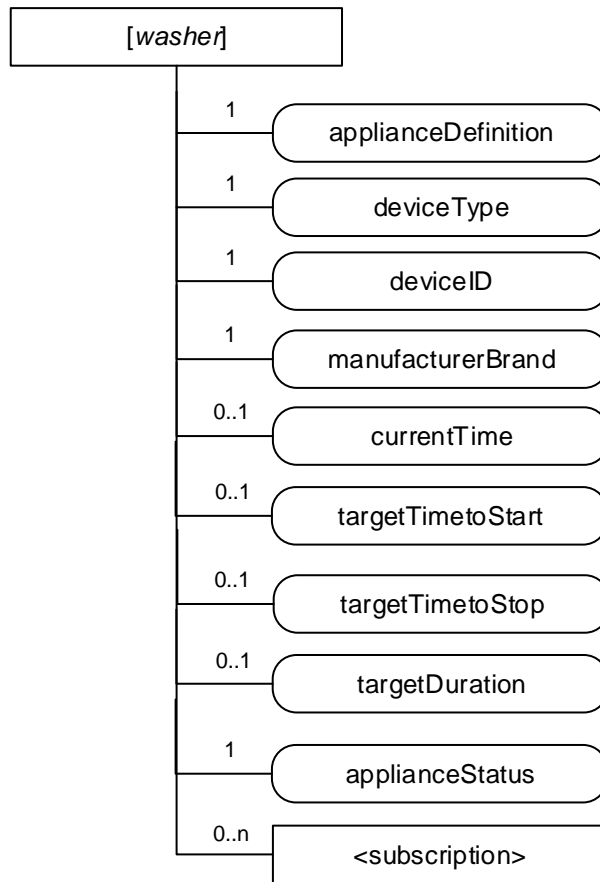 [washer]
1
applianceDefinition
1
deviceType
1
deviceID
1
manufacturerBrand
0..1
currentTime
0..1
targetTimetoStart
0..1
targetTimetoStop
0..1
targetDuration
1
applianceStatus
0..n
<subscription>